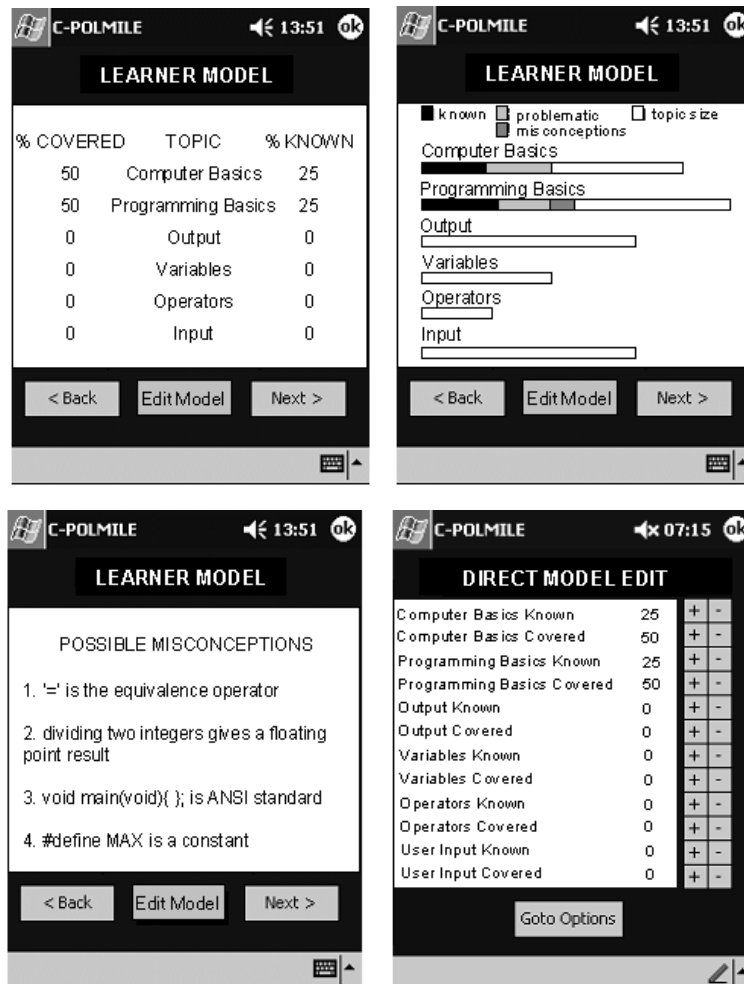 C-POLMILE 13:51 ok
LEARNER MODEL
% COVERED TOPIC % KNOWN
50 Computer Basics 25
50 Programming Basics 25
0 Output 0
0 Variables 0
0 Operators 0
0 Input 0
< Back Edit Model Next >
C-POLMILE 13:51 ok
LEARNER MODEL
known problematic topic size
misconceptions
Computer Basics
Programming Basics
Output
Variables
Operators
Input
< Back Edit Model Next >
C-POLMILE 13:51 ok
LEARNER MODEL
POSSIBLE MISCONCEPTIONS
1. '=' is the equivalence operator
2. dividing two integers gives a floating
point result
3. void main(void){ }; is ANSI standard
4. #define MAX is a constant
< Back Edit Model Next >
C-POLMILE 07:15 ok
DIRECT MODEL EDIT
Computer Basics Known 25 + -
Computer Basics Covered 50 + -
Programming Basics Known 25 + -
Programming Basics Covered 50 + -
Output Known 0 + -
Output Covered 0 + -
Variables Known 0 + -
Variables Covered 0 + -
Operators Known 0 + -
Operators Covered 0 + -
User Input Known 0 + -
User Input Covered 0 + -
Goto Options